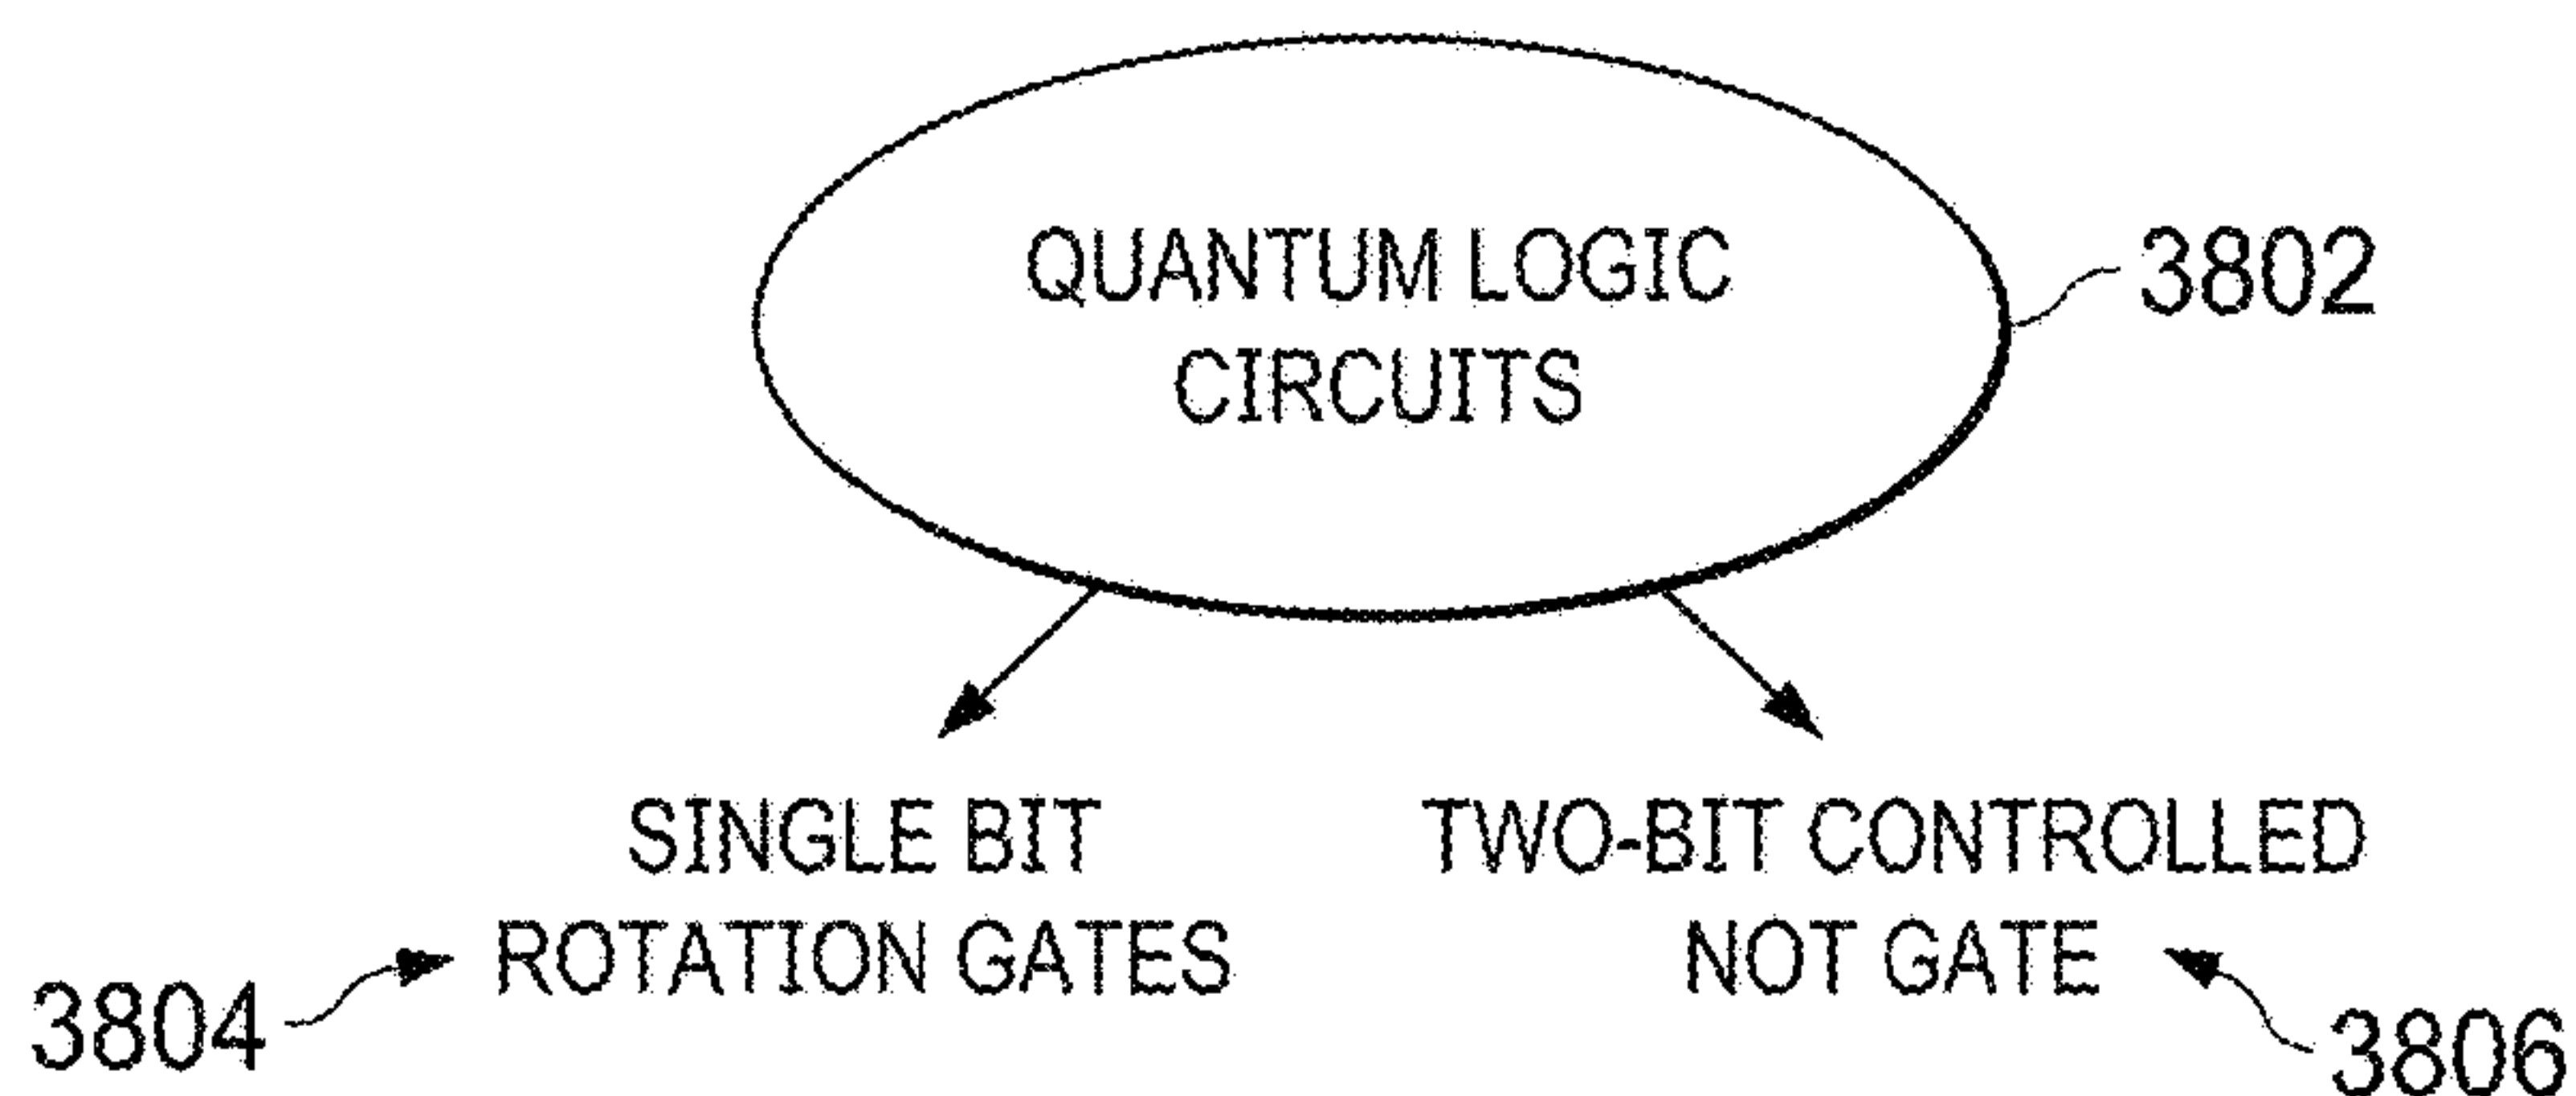 QUANTUM LOGIC
CIRCUITS
3802
SINGLE BIT
ROTATION GATES
3804
TWO-BIT CONTROLLED
NOT GATE
3806